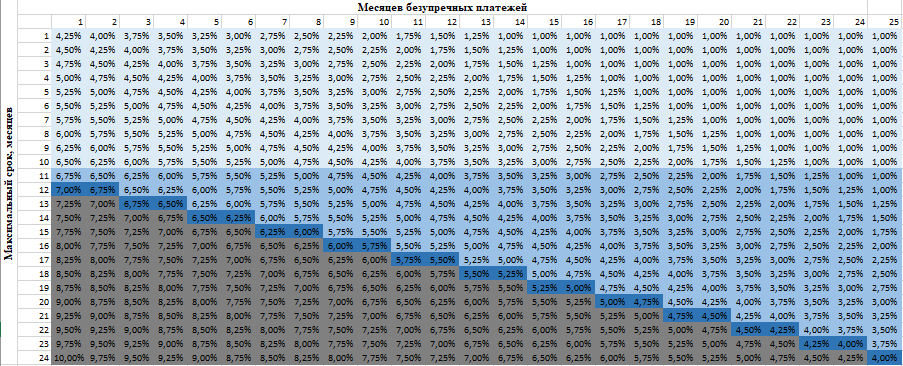 Месяцев безупречных платежей
1 2 3 4 5 6 7 8 9 10 11 12 13 14 15 16 17 18 19 20 21 22 23 24 25
Максимальный срок, месяцев
1 4,25% 4,00% 3,75% 3,50% 3,25% 3,00% 2,75% 2,50% 2,25% 2,00% 1,75% 1,50% 1,25% 1,00% 1,00% 1,00% 1,00% 1,00% 1,00% 1,00% 1,00% 1,00% 1,00% 1,00% 1,00%
2 4,50% 4,25% 4,00% 3,75% 3,50% 3,25% 3,00% 2,75% 2,50% 2,25% 2,00% 1,75% 1,50% 1,25% 1,00% 1,00% 1,00% 1,00% 1,00% 1,00% 1,00% 1,00% 1,00% 1,00% 1,00%
3 4,75% 4,50% 4,25% 4,00% 3,75% 3,50% 3,25% 3,00% 2,75% 2,50% 2,25% 2,00% 1,75% 1,50% 1,25% 1,00% 1,00% 1,00% 1,00% 1,00% 1,00% 1,00% 1,00% 1,00% 1,00%
4 5,00% 4,75% 4,50% 4,25% 4,00% 3,75% 3,50% 3,25% 3,00% 2,75% 2,50% 2,25% 2,00% 1,75% 1,50% 1,25% 1,00% 1,00% 1,00% 1,00% 1,00% 1,00% 1,00% 1,00% 1,00%
5 5,25% 5,00% 4,75% 4,50% 4,25% 4,00% 3,75% 3,50% 3,25% 3,00% 2,75% 2,50% 2,25% 2,00% 1,75% 1,50% 1,25% 1,00% 1,00% 1,00% 1,00% 1,00% 1,00% 1,00% 1,00%
6 5,50% 5,25% 5,00% 4,75% 4,50% 4,25% 4,00% 3,75% 3,50% 3,25% 3,00% 2,75% 2,50% 2,25% 2,00% 1,75% 1,50% 1,25% 1,00% 1,00% 1,00% 1,00% 1,00% 1,00% 1,00%
7 5,75% 5,50% 5,25% 5,00% 4,75% 4,50% 4,25% 4,00% 3,75% 3,50% 3,25% 3,00% 2,75% 2,50% 2,25% 2,00% 1,75% 1,50% 1,25% 1,00% 1,00% 1,00% 1,00% 1,00% 1,00%
8 6,00% 5,75% 5,50% 5,25% 5,00% 4,75% 4,50% 4,25% 4,00% 3,75% 3,50% 3,25% 3,00% 2,75% 2,50% 2,25% 2,00% 1,75% 1,50% 1,25% 1,00% 1,00% 1,00% 1,00% 1,00%
9 6,25% 6,00% 5,75% 5,50% 5,25% 5,00% 4,75% 4,50% 4,25% 4,00% 3,75% 3,50% 3,25% 3,00% 2,75% 2,50% 2,25% 2,00% 1,75% 1,50% 1,25% 1,00% 1,00% 1,00% 1,00%
10 6,50% 6,25% 6,00% 5,75% 5,50% 5,25% 5,00% 4,75% 4,50% 4,25% 4,00% 3,75% 3,50% 3,25% 3,00% 2,75% 2,50% 2,25% 2,00% 1,75% 1,50% 1,25% 1,00% 1,00% 1,00%
11 6,75% 6,50% 6,25% 6,00% 5,75% 5,50% 5,25% 5,00% 4,75% 4,50% 4,25% 4,00% 3,75% 3,50% 3,25% 3,00% 2,75% 2,50% 2,25% 2,00% 1,75% 1,50% 1,25% 1,00% 1,00%
12 7,00% 6,75% 6,50% 6,25% 6,00% 5,75% 5,50% 5,25% 5,00% 4,75% 4,50% 4,25% 4,00% 3,75% 3,50% 3,25% 3,00% 2,75% 2,50% 2,25% 2,00% 1,75% 1,50% 1,25% 1,00%
13 7,25% 7,00% 6,75% 6,50% 6,25% 6,00% 5,75% 5,50% 5,25% 5,00% 4,75% 4,50% 4,25% 4,00% 3,75% 3,50% 3,25% 3,00% 2,75% 2,50% 2,25% 2,00% 1,75% 1,50% 1,25%
14 7,50% 7,25% 7,00% 6,75% 6,50% 6,25% 6,00% 5,75% 5,50% 5,25% 5,00% 4,75% 4,50% 4,25% 4,00% 3,75% 3,50% 3,25% 3,00% 2,75% 2,50% 2,25% 2,00% 1,75% 1,50%
15 7,75% 7,50% 7,25% 7,00% 6,75% 6,50% 6,25% 6,00% 5,75% 5,50% 5,25% 5,00% 4,75% 4,50% 4,25% 4,00% 3,75% 3,50% 3,25% 3,00% 2,75% 2,50% 2,25% 2,00% 1,75%
16 8,00% 7,75% 7,50% 7,25% 7,00% 6,75% 6,50% 6,25% 6,00% 5,75% 5,50% 5,25% 5,00% 4,75% 4,50% 4,25% 4,00% 3,75% 3,50% 3,25% 3,00% 2,75% 2,50% 2,25% 2,00%
17 8,25% 8,00% 7,75% 7,50% 7,25% 7,00% 6,75% 6,50% 6,25% 6,00% 5,75% 5,50% 5,25% 5,00% 4,75% 4,50% 4,25% 4,00% 3,75% 3,50% 3,25% 3,00% 2,75% 2,50% 2,25%
18 8,50% 8,25% 8,00% 7,75% 7,50% 7,25% 7,00% 6,75% 6,50% 6,25% 6,00% 5,75% 5,50% 5,25% 5,00% 4,75% 4,50% 4,25% 4,00% 3,75% 3,50% 3,25% 3,00% 2,75% 2,50%
19 8,75% 8,50% 8,25% 8,00% 7,75% 7,50% 7,25% 7,00% 6,75% 6,50% 6,25% 6,00% 5,75% 5,50% 5,25% 5,00% 4,75% 4,50% 4,25% 4,00% 3,75% 3,50% 3,25% 3,00% 2,75%
20 9,00% 8,75% 8,50% 8,25% 8,00% 7,75% 7,50% 7,25% 7,00% 6,75% 6,50% 6,25% 6,00% 5,75% 5,50% 5,25% 5,00% 4,75% 4,50% 4,25% 4,00% 3,75% 3,50% 3,25% 3,00%
21 9,25% 9,00% 8,75% 8,50% 8,25% 8,00% 7,75% 7,50% 7,25% 7,00% 6,75% 6,50% 6,25% 6,00% 5,75% 5,50% 5,25% 5,00% 4,75% 4,50% 4,25% 4,00% 3,75% 3,50% 3,25%
22 9,50% 9,25% 9,00% 8,75% 8,50% 8,25% 8,00% 7,75% 7,50% 7,25% 7,00% 6,75% 6,50% 6,25% 6,00% 5,75% 5,50% 5,25% 5,00% 4,75% 4,50% 4,25% 4,00% 3,75% 3,50%
23 9,75% 9,50% 9,25% 9,00% 8,75% 8,50% 8,25% 8,00% 7,75% 7,50% 7,25% 7,00% 6,75% 6,50% 6,25% 6,00% 5,75% 5,50% 5,25% 5,00% 4,75% 4,50% 4,25% 4,00% 3,75%
24 10,00% 9,75% 9,50% 9,25% 9,00% 8,75% 8,50% 8,25% 8,00% 7,75% 7,50% 7,25% 7,00% 6,75% 6,50% 6,25% 6,00% 5,75% 5,50% 5,25% 5,00% 4,75% 4,50% 4,25% 4,00%